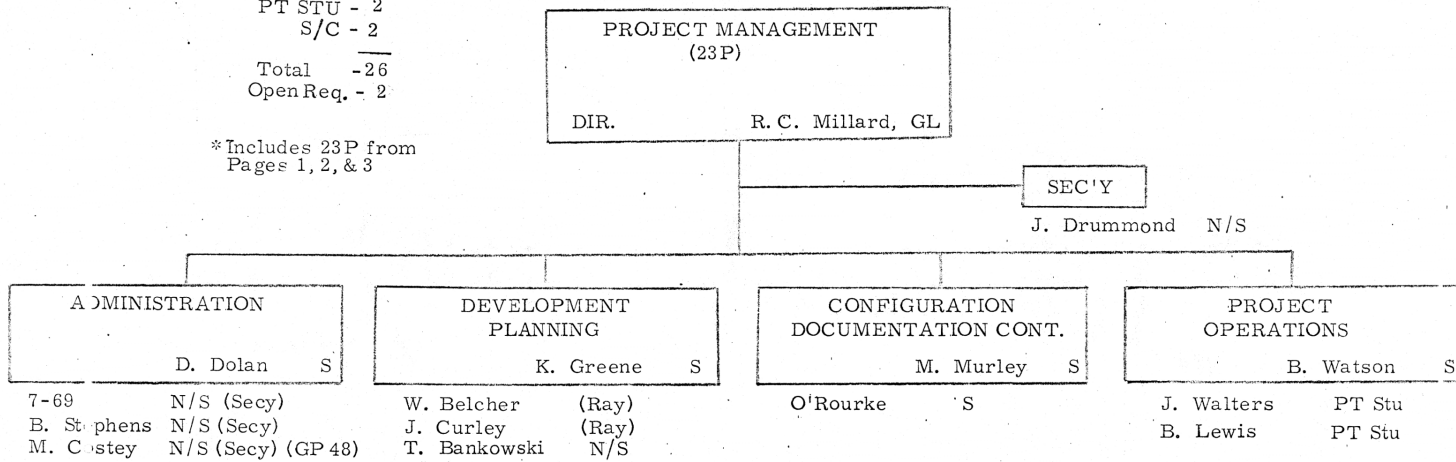 PT STU - 2
S/C - 2
Total -26
Open Req. - 2
*Includes 23P from
Pages 1, 2, & 3
PROJECT MANAGEMENT
(23P)
DIR. R. C. Millard, GL
SEC'Y
J. Drummond N/S
ADMINISTRATION
D. Dolan S
7-69 N/S (Secy)
B. Stephens N/S (Secy)
M. N/S (Secy) (GP 48)
DEVELOPMENT
PLANNING
K. Greene S
W. Belcher (Ray)
J. Curley (Ray)
T. Bankowski N/S
CONFIGURATION
DOCUMENTATION CONT.
M. Murley S
O'Rourke S
PROJECT
OPERATIONS
B. Watson S
J. Walters PT Stu
B. Lewis PT Stu